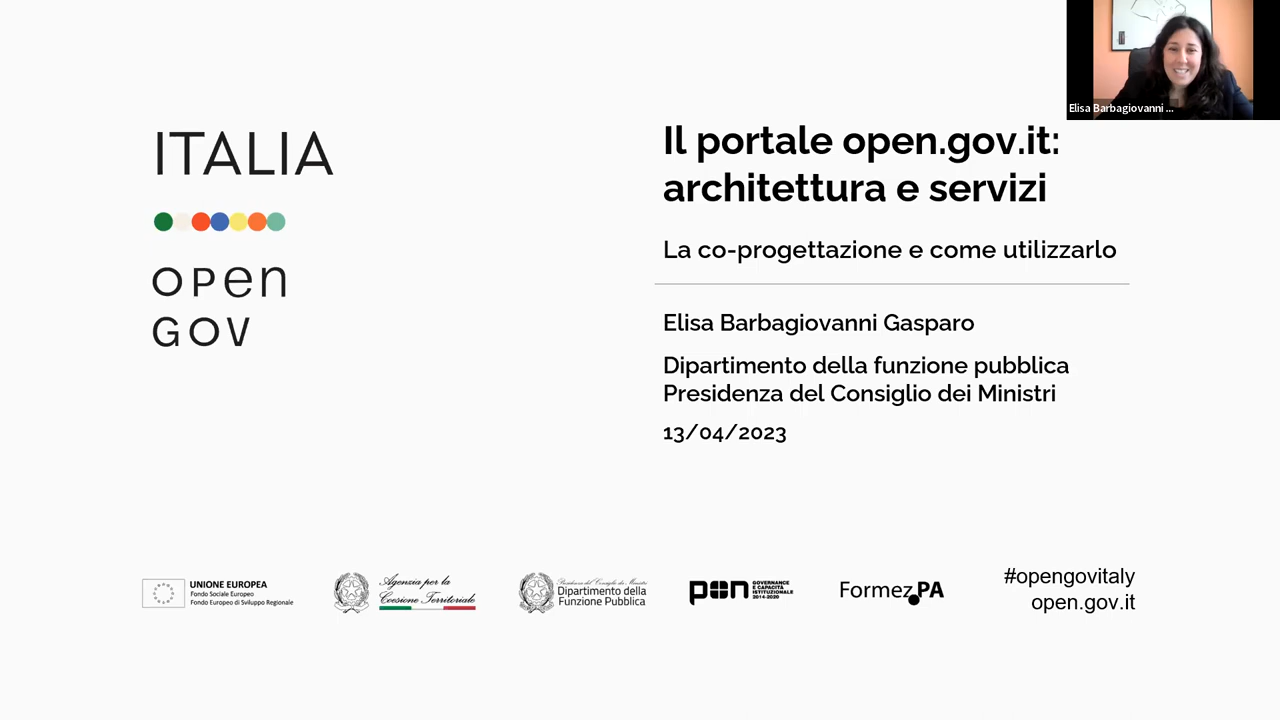 Elisa Barbagiovanni ...
ITALIA
open
GOV
Il portale open.gov.it:
architettura e servizi
La co-progettazione e come utilizzarlo
Elisa Barbagiovanni Gasparo
Dipartimento della funzione pubblica
Presidenza del Consiglio dei Ministri
13/04/2023
UNIONE EUROPEA
Fondo Sociale Europeo
Fondo Europeo di Sviluppo Regionale
Agenzia per la
Coesione Territoriale
Presidenza del Consiglio dei Ministri
Dipartimento della
Funzione Pubblica
pon
GOVERNANCE
E CAPACITÀ
ISTITUZIONALE
2014-2020
Formez PA
#opengovitaly
open.gov.it